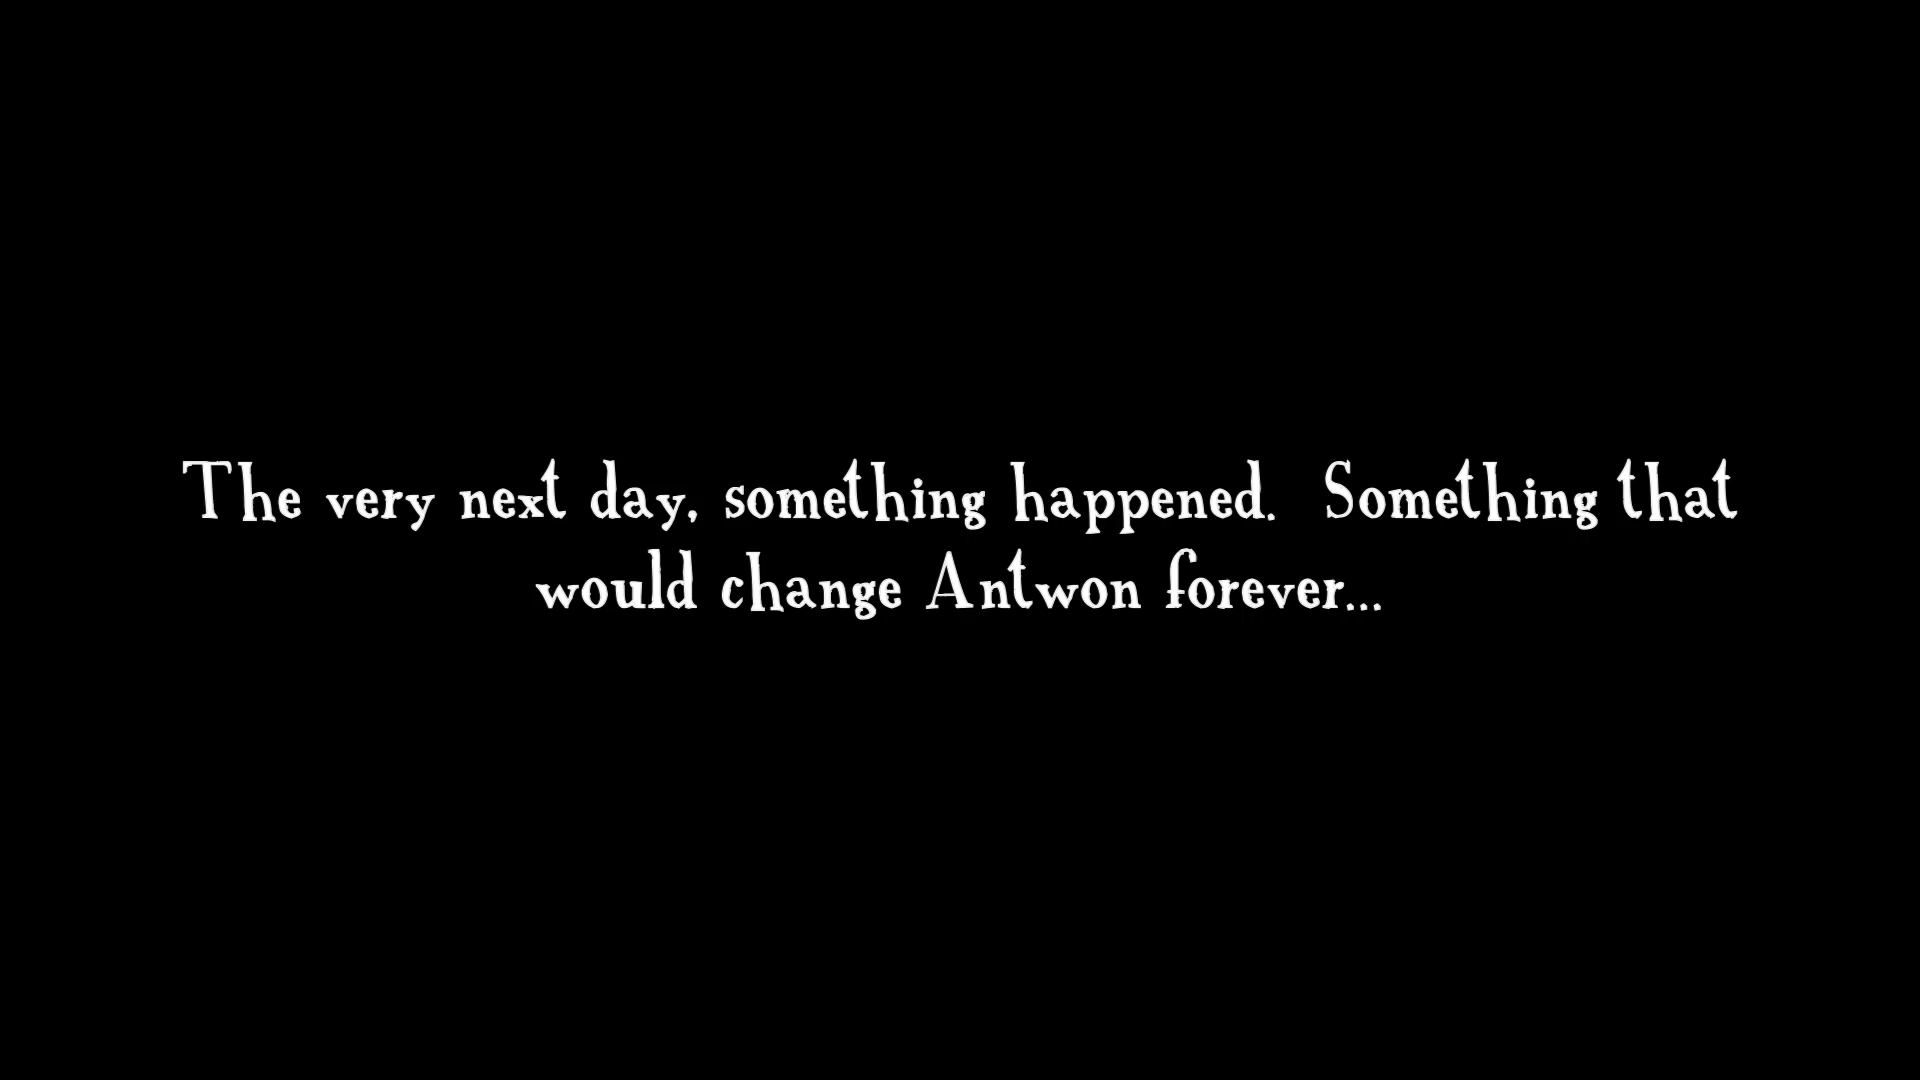 The very next day, something happened.  Something that
would change Antwon forever...